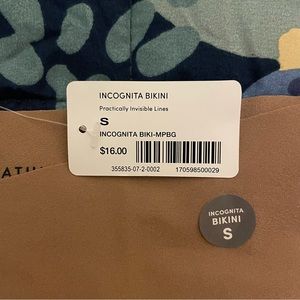 INCOGNITA BIKINI
Practically Invisible Lines
S
INCOGNITA BIKI-MPBG
$16.00
355835-07-2-0002 170598500029
INCOGNITA
BIKINI
S